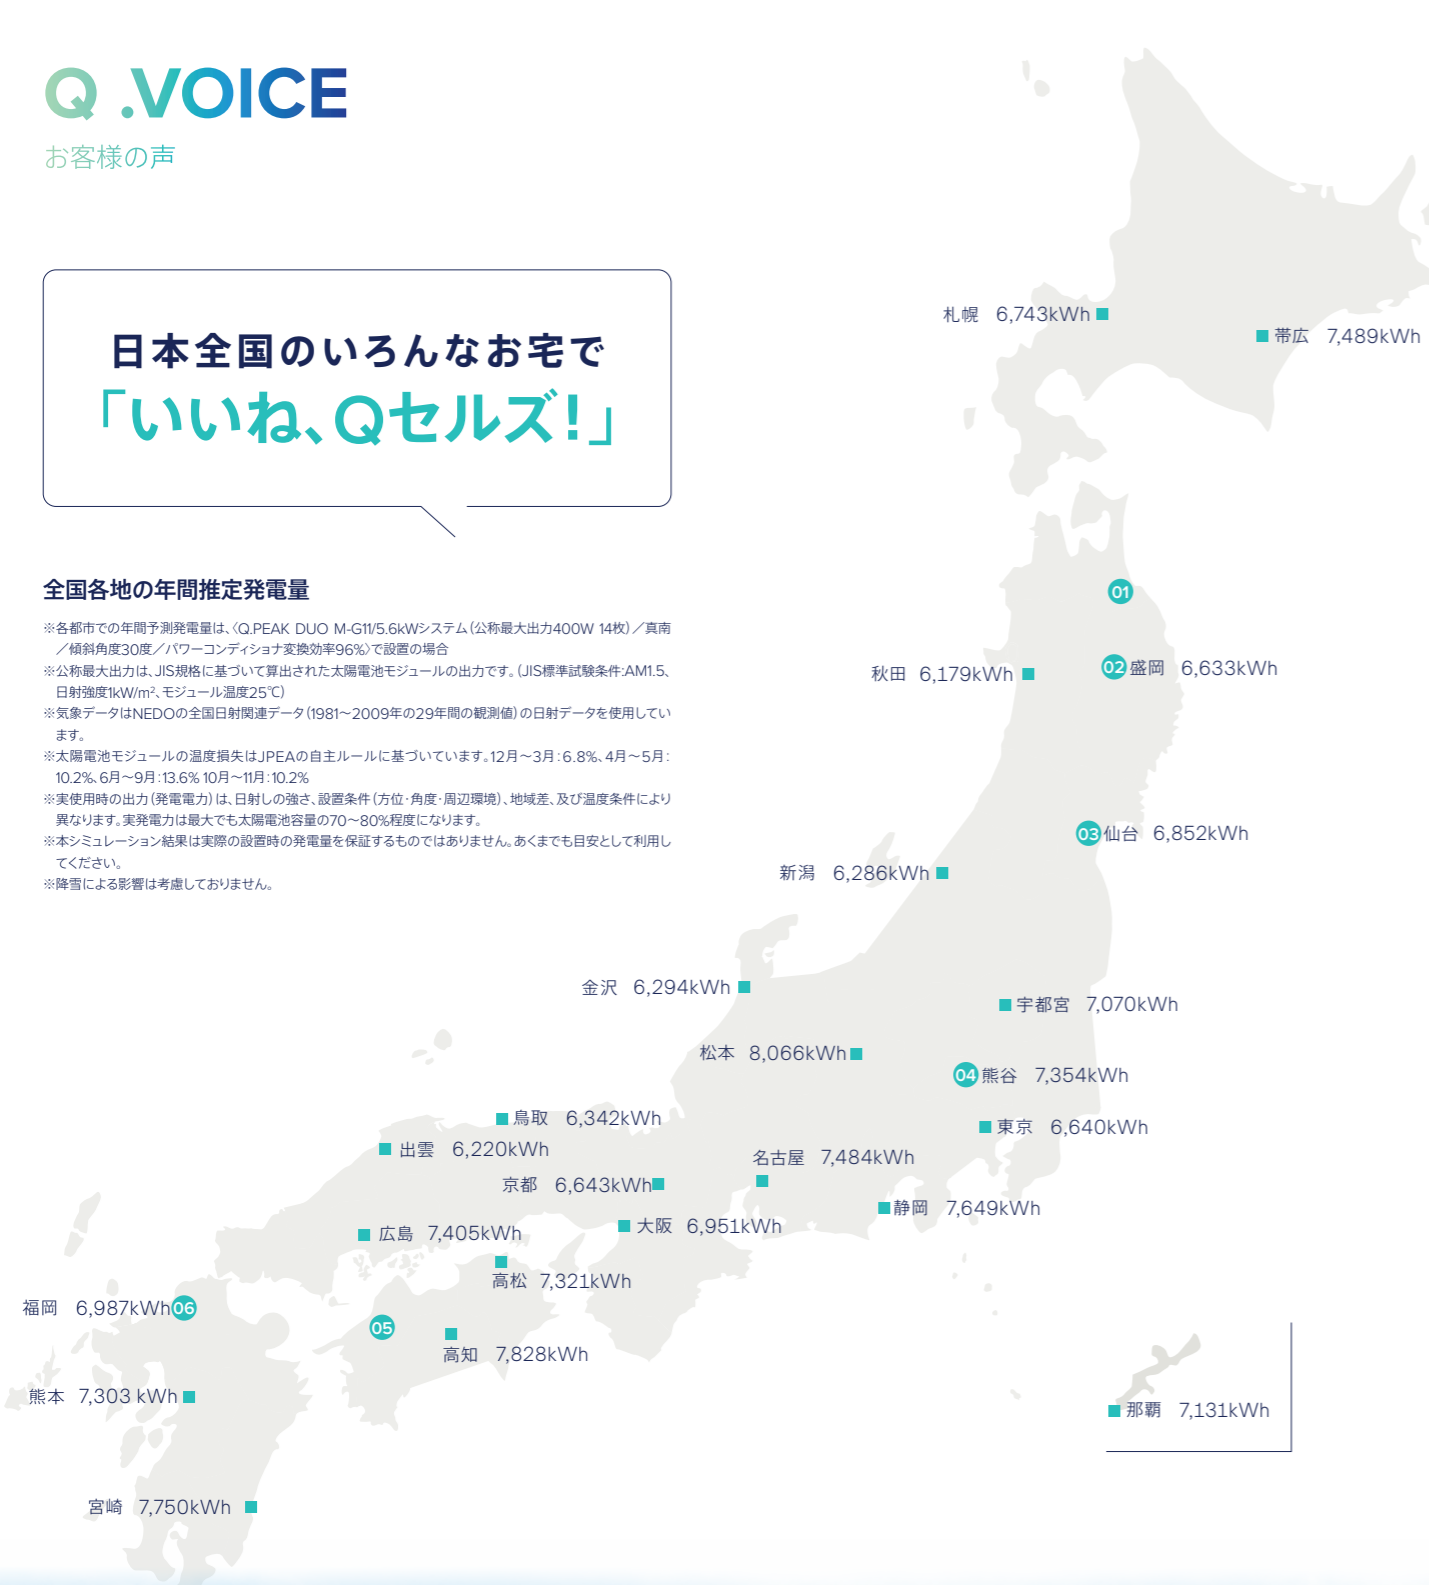 Q.VOICE
お客様の声
日本全国のいろんなお宅で
「いいね、Qセルズ!」
全国各地の年間推定発電量
※各都市での年間予測発電量は、〈Q.PEAK DUO M-G11/5.6kWシステム（公称最大出力400W 14枚）／真南
／傾斜角度30度／パワーコンディショナ変換効率96%〉で設置の場合
※公称最大出力は、JIS規格に基づいて算出された太陽電池モジュールの出力です。(JIS標準試験条件:AM1.5、
日射強度1kW/m²、モジュール温度25℃)
※気象データはNEDOの全国日射関連データ（1981～2009年の29年間の観測値）の日射データを使用してい
ます。
※太陽電池モジュールの温度損失はJPEAの自主ルールに基づいています。12月～3月：6.8%、4月～5月：
10.2%、6月～9月：13.6% 10月～11月：10.2%
※実使用時の出力（発電電力）は、日射しの強さ、設置条件（方位・角度・周辺環境）、地域差、及び温度条件により
異なります。実発電力は最大でも太陽電池容量の70～80%程度になります。
※本シミュレーション結果は実際の設置時の発電量を保証するものではありません。あくまでも目安として利用し
てください。
※降雪による影響は考慮しておりません。
札幌 6,743kWh
帯広 7,489kWh
01
02 盛岡 6,633kWh
秋田 6,179kWh
03 仙台 6,852kWh
新潟 6,286kWh
金沢 6,294kWh
宇都宮 7,070kWh
松本 8,066kWh
04 熊谷 7,354kWh
鳥取 6,342kWh
東京 6,640kWh
出雲 6,220kWh
名古屋 7,484kWh
京都 6,643kWh
静岡 7,649kWh
大阪 6,951kWh
広島 7,405kWh
高松 7,321kWh
福岡 6,987kWh 06
05
高知 7,828kWh
熊本 7,303 kWh
那覇 7,131kWh
宮崎 7,750kWh